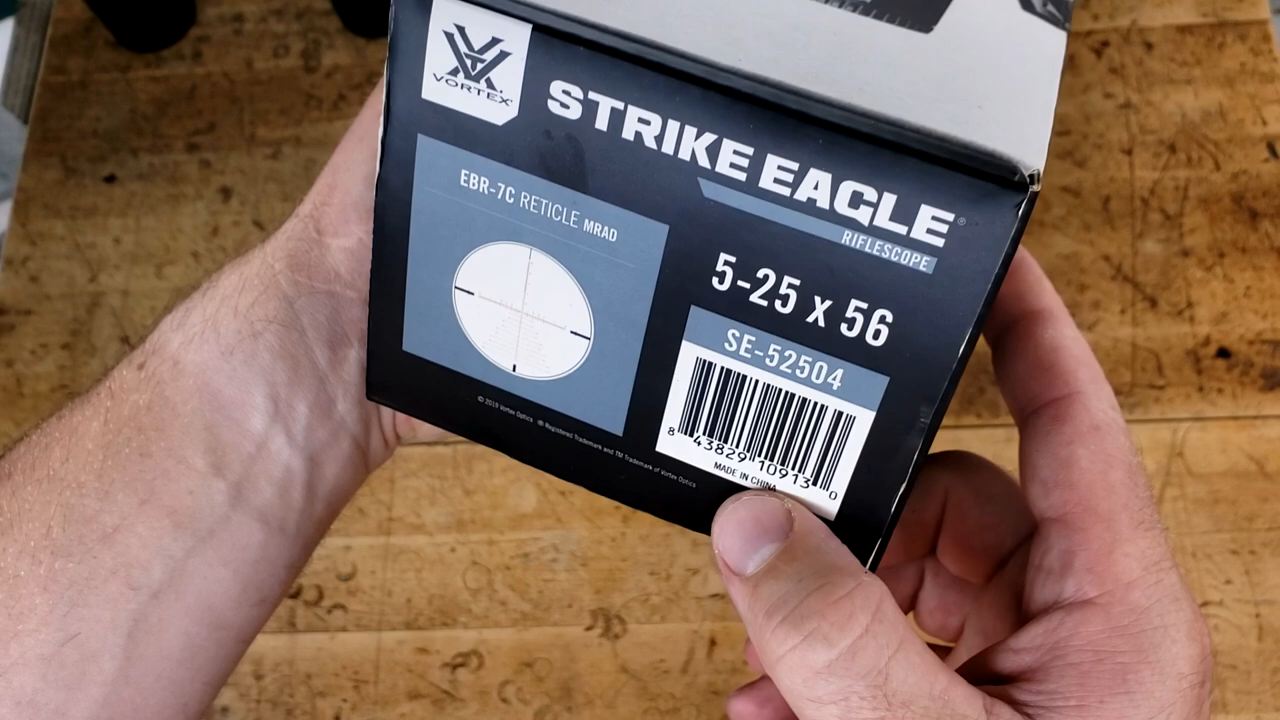 VORTEX
STRIKE EAGLE®
RIFLESCOPE
EBR-7C RETICLE MRAD
5-25 x 56
SE-52504
8 43829 10913 0
MADE IN CHINA
© 2019 Vortex Optics ® Registered Trademark and TM Trademark of Vortex Optics